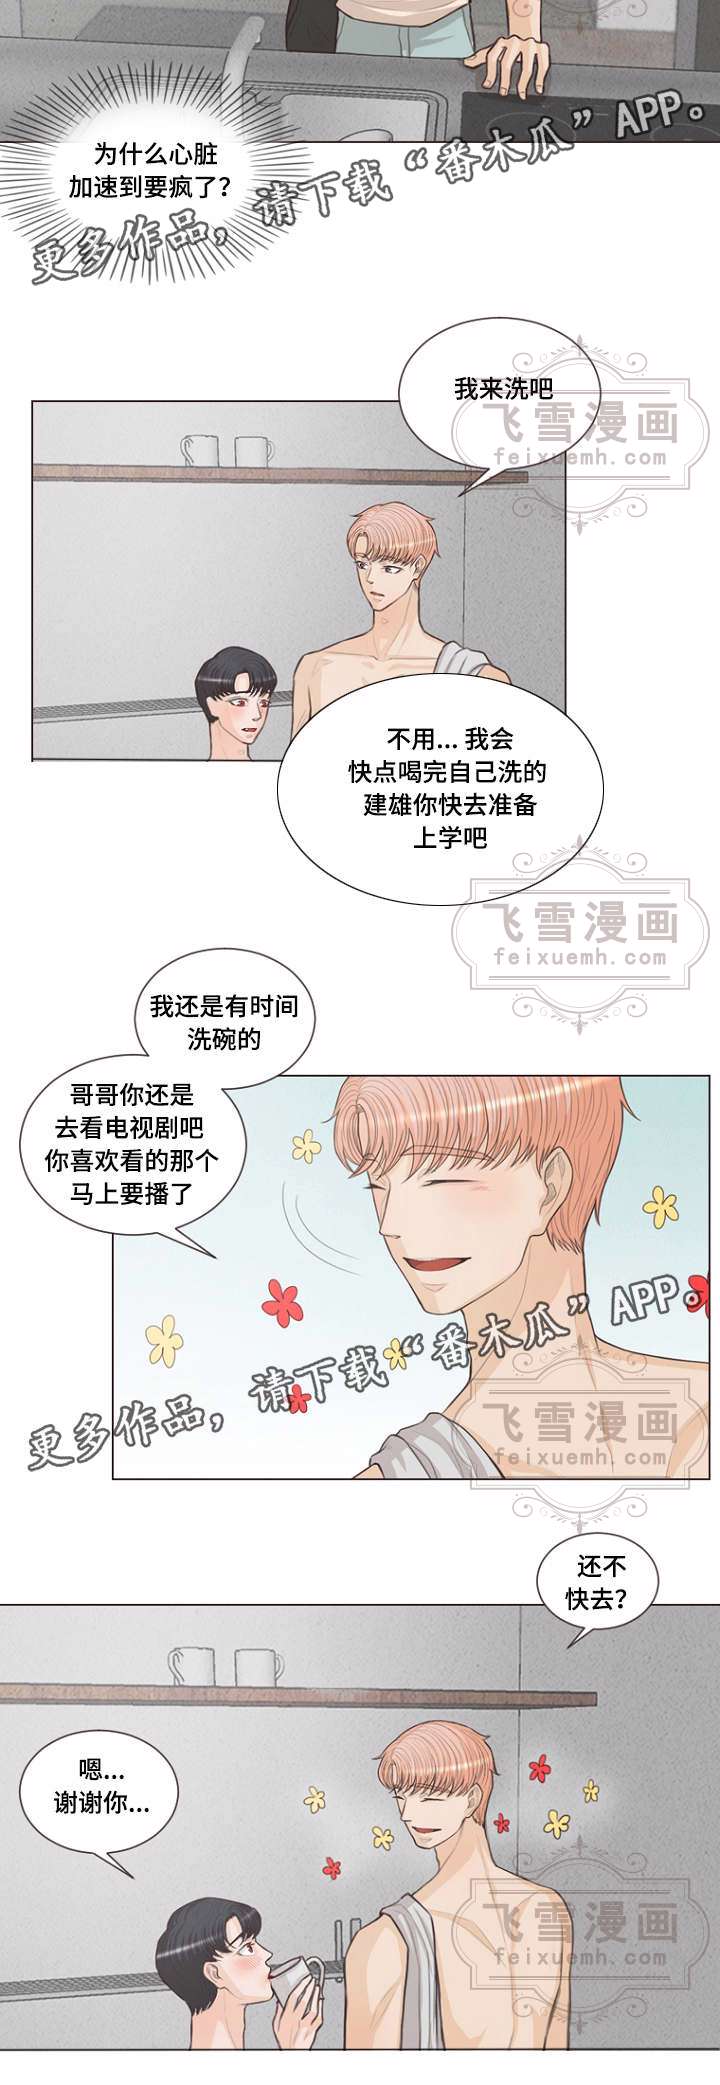 为什么心脏
加速到要疯了？
更多作品，请下载“番木瓜”APP。
我来洗吧
飞雪漫画
feixuemh.com
不用...我会
快点喝完自己洗的
建雄你快去准备
上学吧
飞雪漫画
feixuemh.com
我还是有时间
洗碗的
哥哥你还是
去看电视剧吧
你喜欢看的那个
马上要播了
更多作品，请下载“番木瓜”APP。
飞雪漫画
feixuemh.com
还不
快去？
嗯...
谢谢你...
飞雪漫画
feixuemh.com